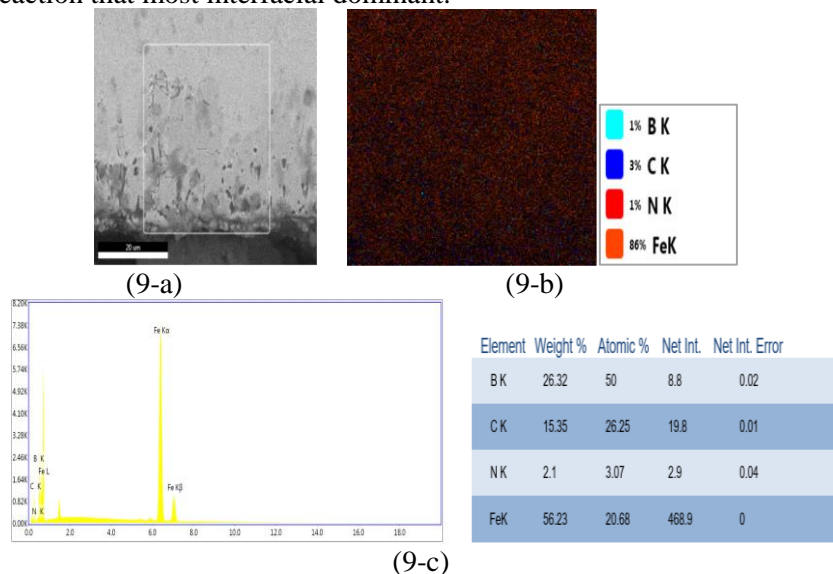 eaction that most interfacial dominant.
20 um
1% B K
3% C K
1% N K
86% FeK
(9-a) (9-b)
8.20K
7.38K
6.56K
5.74K
4.92K
4.10K
3.28K
2.46K
1.64K
0.82K
0.00K
Fe Kα
B K
Fe L
C K
N K
Fe Kβ
0.0 2.0 4.0 6.0 8.0 10.0 12.0 14.0 16.0 18.0
Element Weight % Atomic % Net Int. Net Int. Error
B K 26.32 50 8.8 0.02
C K 15.35 26.25 19.8 0.01
N K 2.1 3.07 2.9 0.04
FeK 56.23 20.68 468.9 0
(9-c)